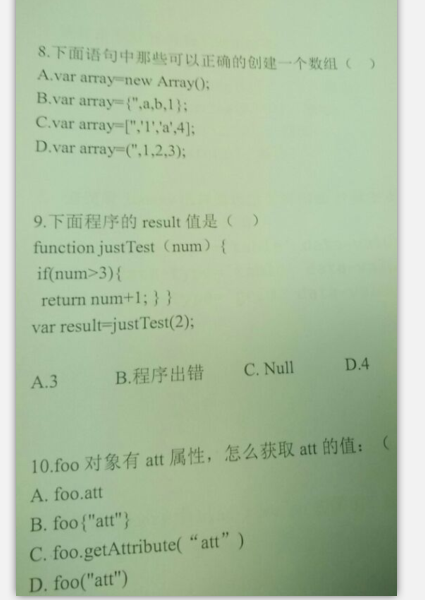 8.下面语句中那些可以正确的创建一个数组（ ）
A.var array=new Array();
B.var array={'',a,b,1};
C.var array=['','1','a',4];
D.var array=('',1,2,3);
9.下面程序的 result 值是（ ）
function justTest（num）{
if(num>3){
return num+1; } }
var result=justTest(2);
A.3 B.程序出错 C. Null D.4
10.foo 对象有 att 属性，怎么获取 att 的值：（
A. foo.att
B. foo{"att"}
C. foo.getAttribute(“att”)
D. foo("att")